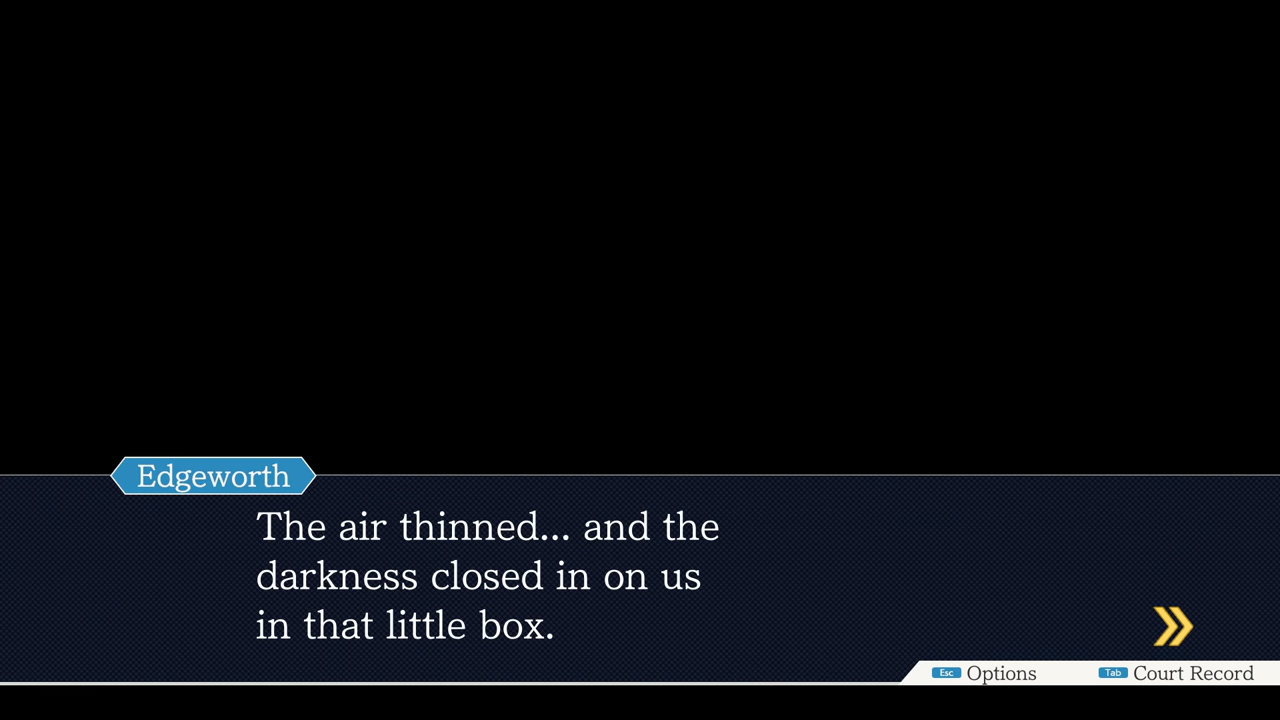 Edgeworth
The air thinned... and the
darkness closed in on us
in that little box.
Esc Options Tab Court Record